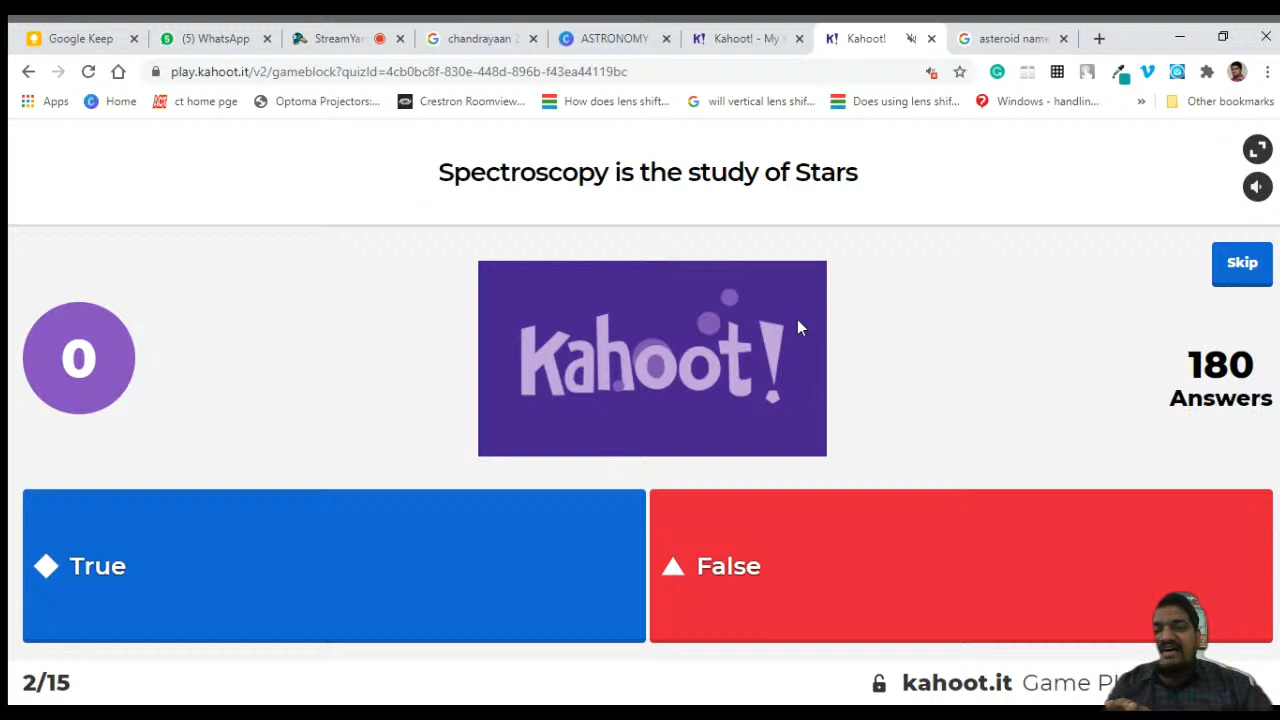 Google Keep
(5) WhatsApp
StreamYar
chandrayaan 2
ASTRONOMY
Kahoot! - My K
Kahoot!
asteroid name
play.kahoot.it/v2/gameblock?quizId=4cb0bc8f-830e-448d-896b-f43ea44119bc
Apps
Home
ct home pge
Optoma Projectors:...
Crestron Roomview...
How does lens shift...
will vertical lens shif...
Does using lens shif...
Windows - handlin...
»
Other bookmarks
Spectroscopy is the study of Stars
Skip
0
Kahoot!
180
Answers
True
False
2/15
kahoot.it Game P